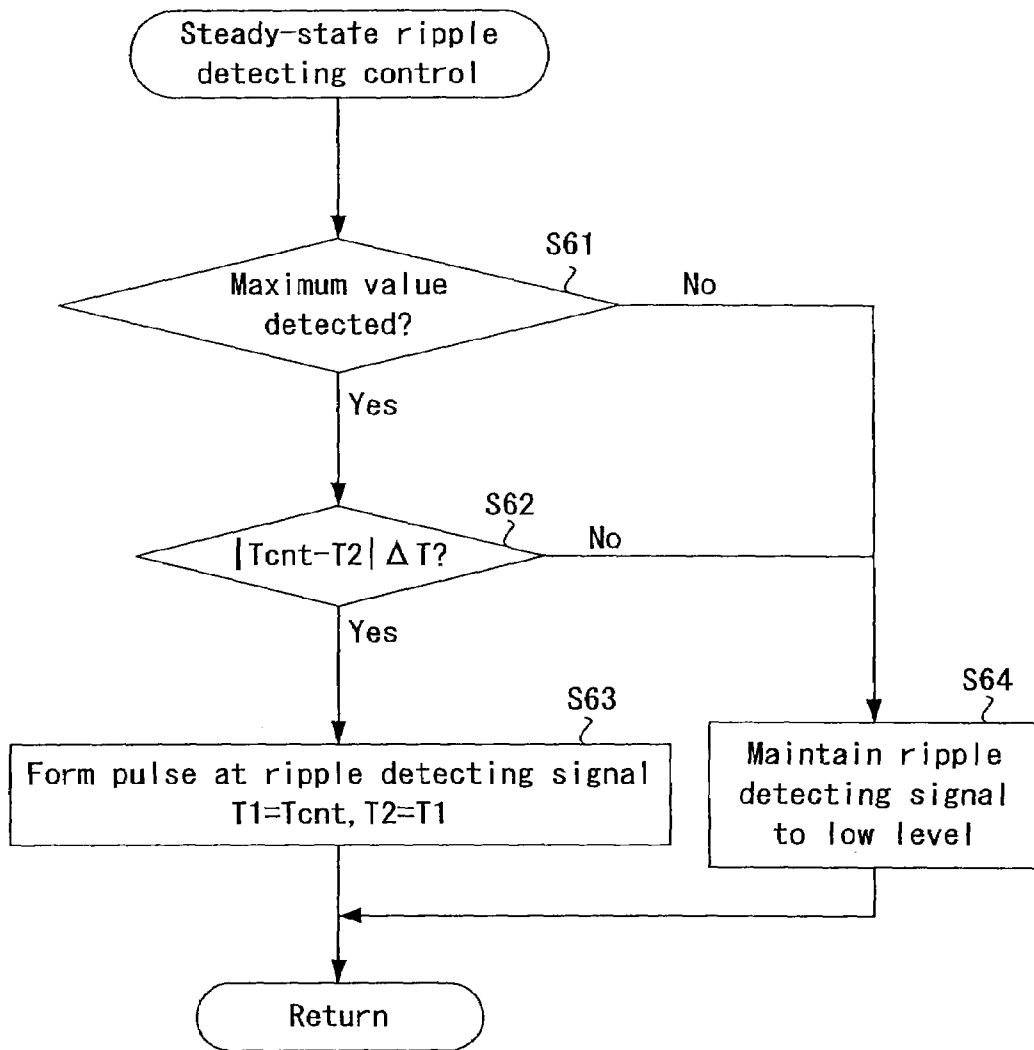 Steady-state ripple
detecting control
S61
Maximum value
detected?
No
Yes
S62
|Tcnt-T2| Δ T?
No
Yes
S63
Form pulse at ripple detecting signal
T1=Tcnt, T2=T1
S64
Maintain ripple
detecting signal
to low level
Return